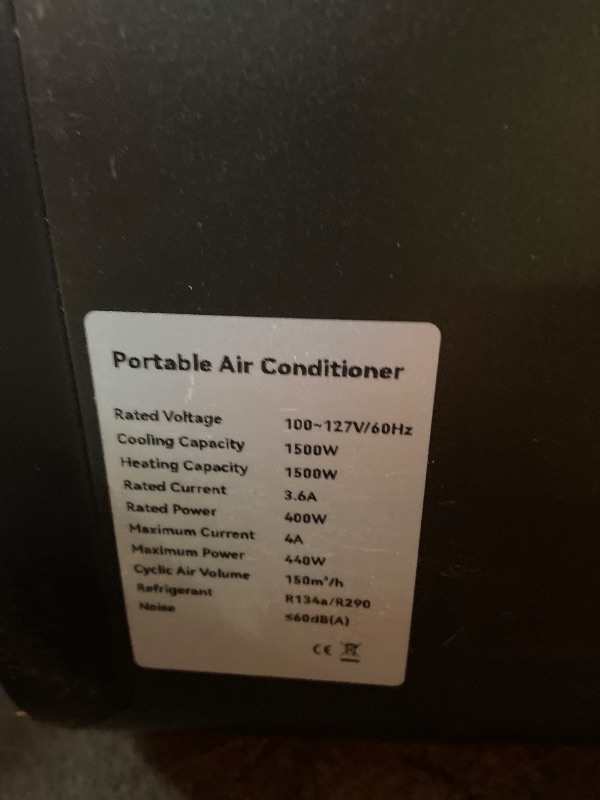 Portable Air Conditioner
Rated Voltage 100~127V/60Hz
Cooling Capacity 1500W
Heating Capacity 1500W
Rated Current 3.6A
Rated Power 400W
Maximum Current 4A
Maximum Power 440W
Cyclic Air Volume 150m³/h
Refrigerant R134a/R290
Noise ≤60dB(A)
CE